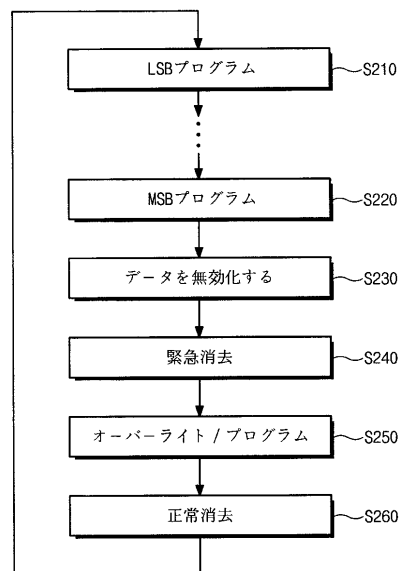 LSBプログラム
S210
MSBプログラム
S220
データを無効化する
S230
緊急消去
S240
オーバーライト / プログラム
S250
正常消去
S260